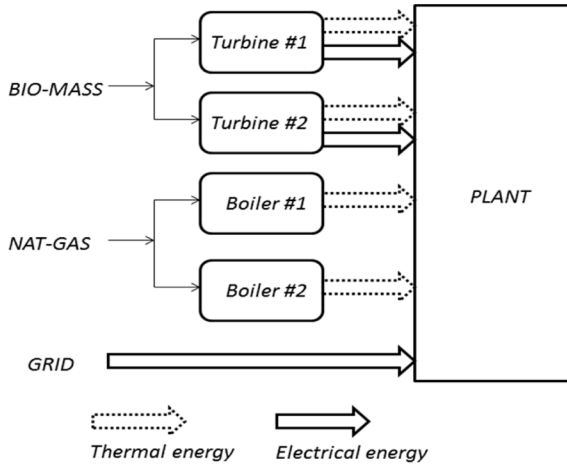 Turbine #1
BIO-MASS
Turbine #2
PLANT
Boiler #1
NAT-GAS
Boiler #2
GRID
Thermal energy
Electrical energy